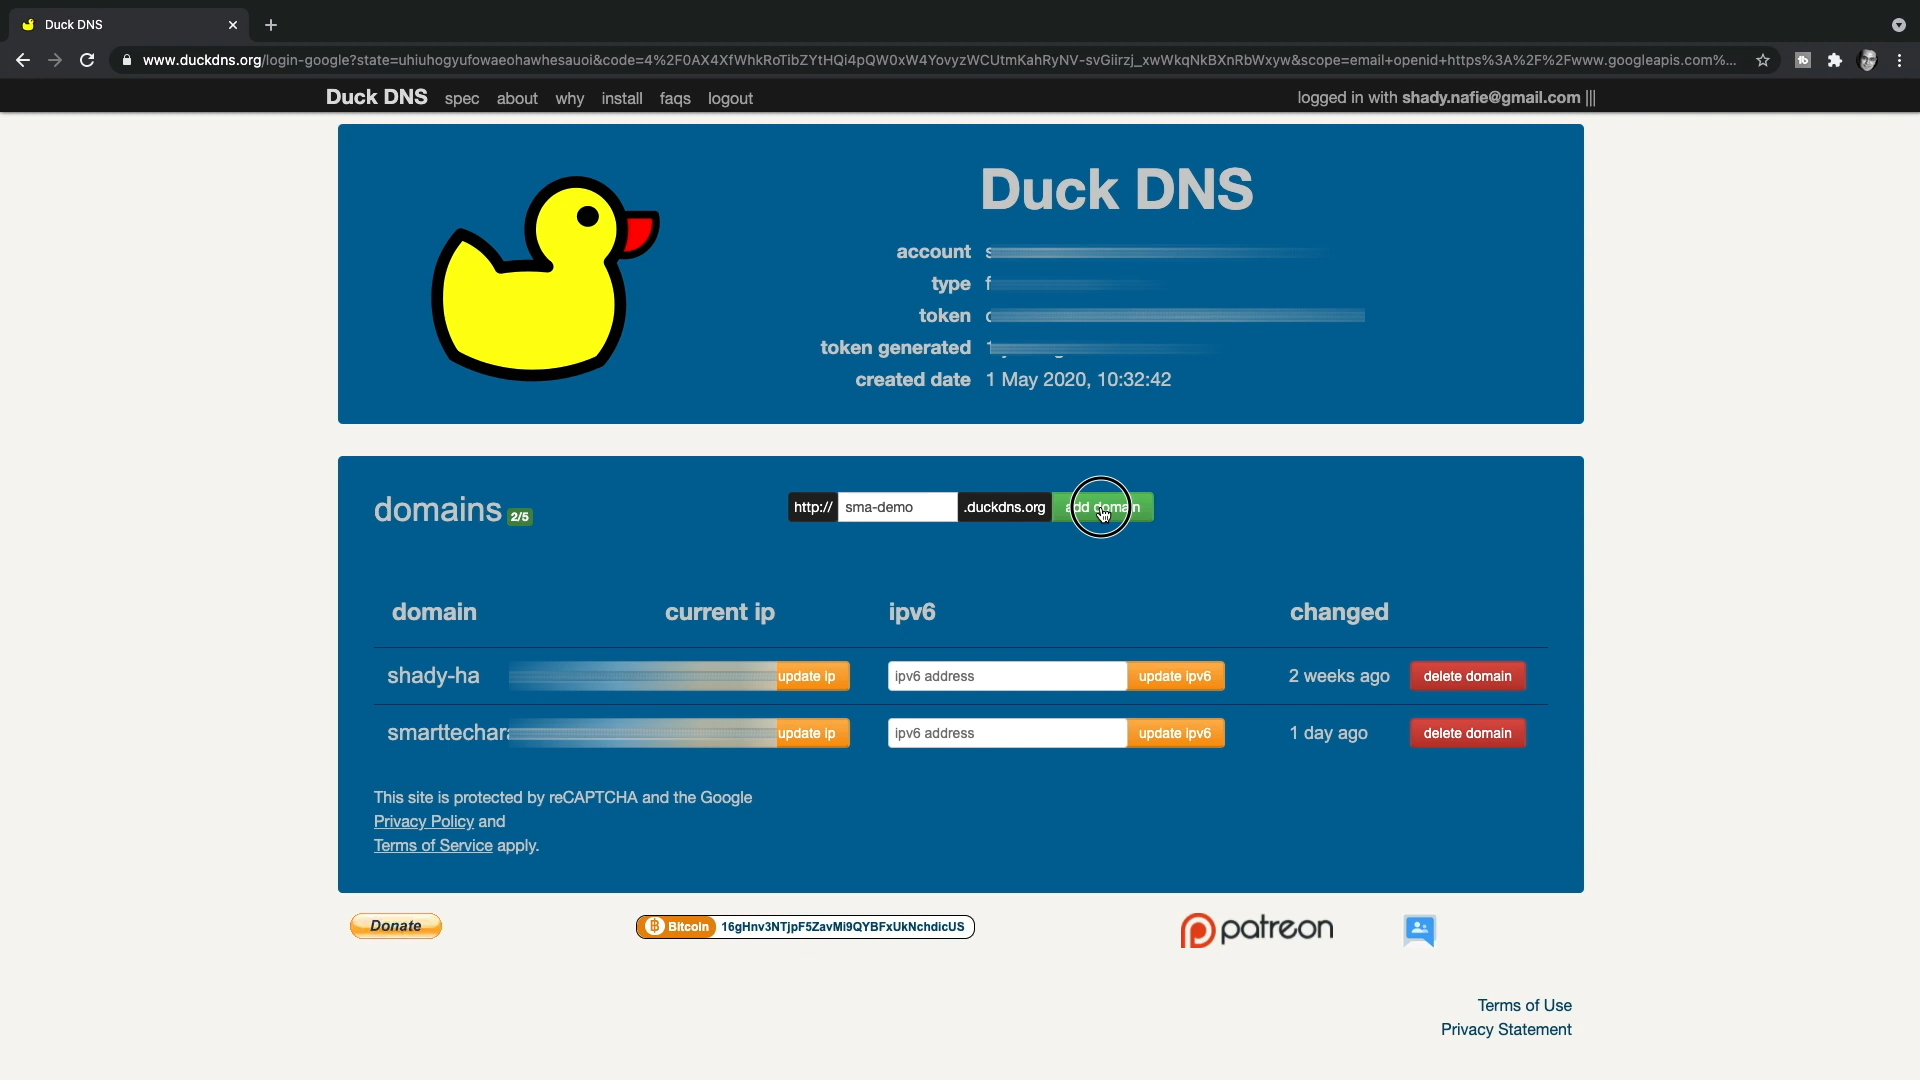 Duck DNS
www.duckdns.org/login-google?state=uhiuhogyufowaeohawhesauoi&code=4%2F0AX4XfWhkRoTibZYtHQi4pQW0xW4YovyzWCUtmKahRyNV-svGiirzj_xwWkqNkBXnRbWxyw&scope=email+openid+https%3A%2F%2Fwww.googleapis.com%...
Duck DNS spec about why install faqs logout logged in with shady.nafie@gmail.com |||
Duck DNS
account
type
token
token generated
created date 1 May 2020, 10:32:42
domains 2/5 http:// sma-demo .duckdns.org add domain
domain current ip ipv6 changed
shady-ha update ip ipv6 address update ipv6 2 weeks ago delete domain
update ip ipv6 address update ipv6 1 day ago delete domain
This site is protected by reCAPTCHA and the Google
Privacy Policy and
Terms of Service apply.
Donate Bitcoin 16gHnv3NTjpF5ZavMi9QYBFxUkNchdicUS patreon
Terms of Use
Privacy Statement